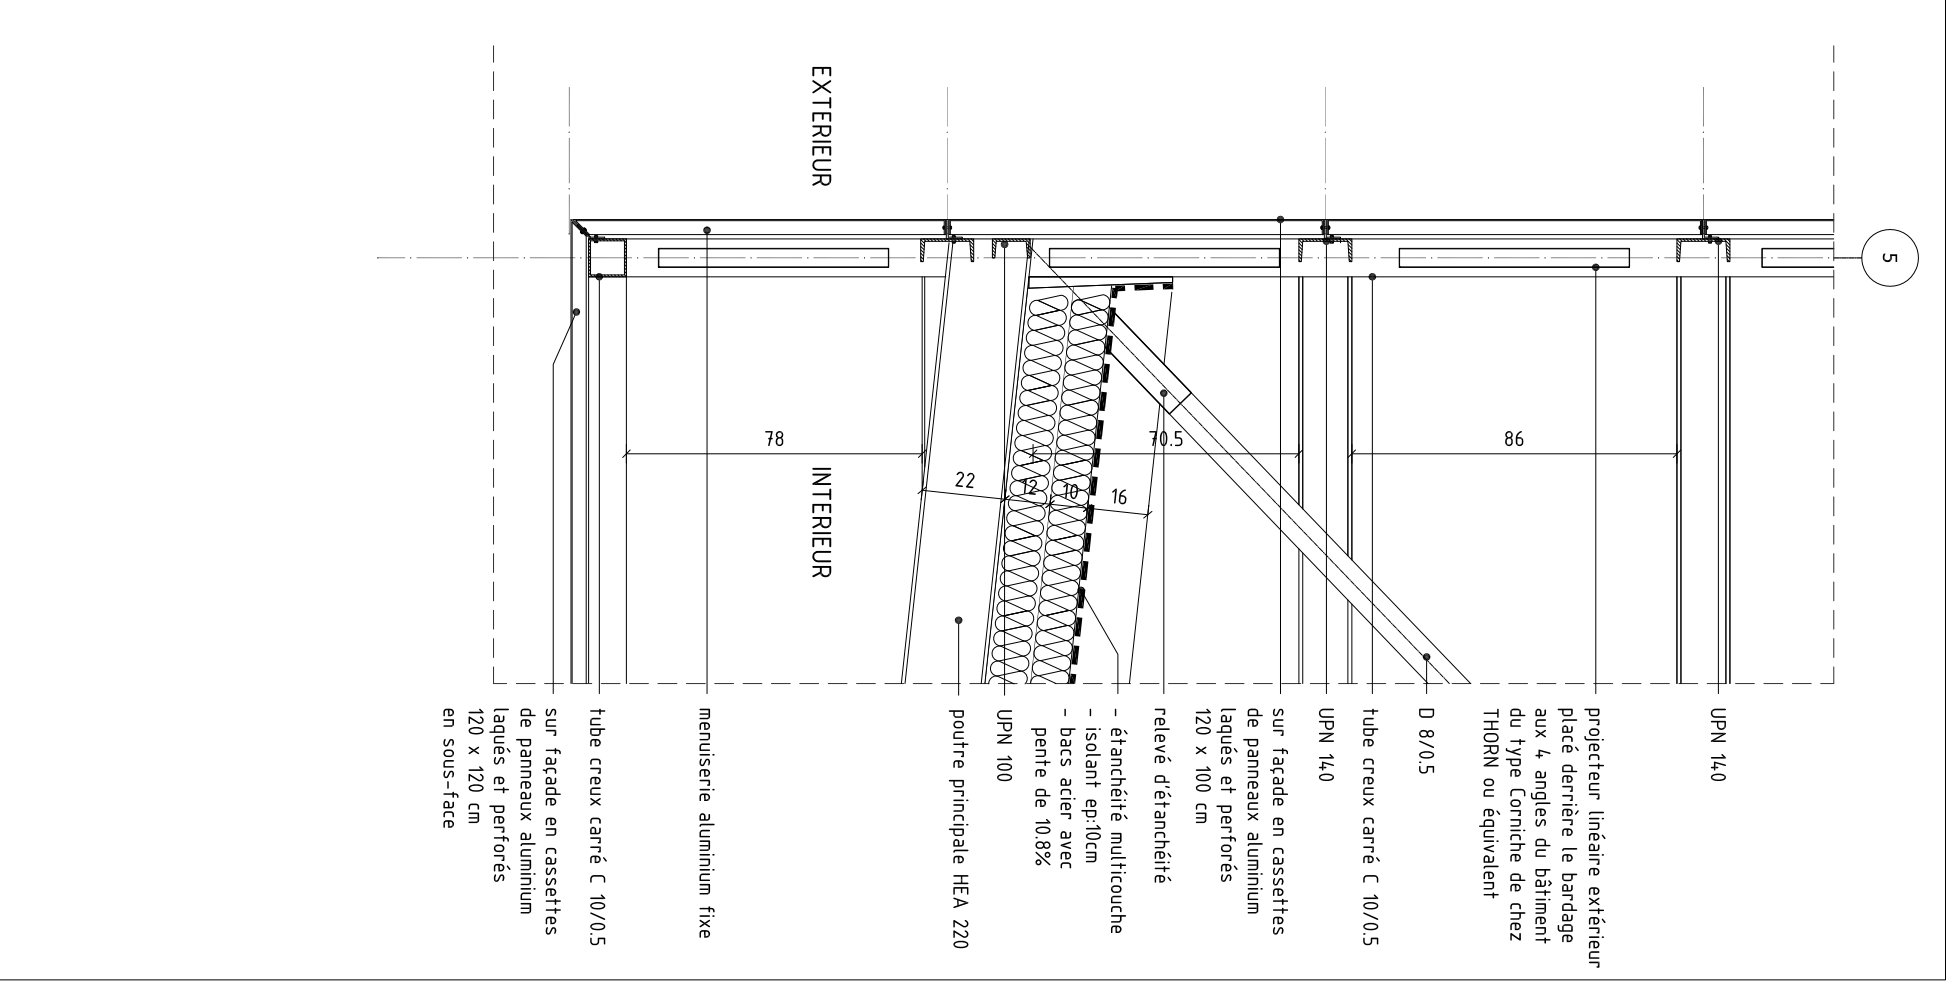 5
UPN 140
projecteur linéaire extérieur
placé derrière le bardage
aux 4 angles du bâtiment
du type Corniche de chez
THORN ou équivalent
D 8/0.5
tube creux carré C 10/0.5
UPN 140
sur façade en cassettes
de panneaux aluminium
laqués et perforés
120 x 100 cm
relevé d'étanchéité
- étanchéité multicouche
- isolant ep:10cm
- bacs acier avec
pente de 10.8%
UPN 100
poutre principale HEA 220
menuiserie aluminium fixe
tube creux carré C 10/0.5
sur façade en cassettes
de panneaux aluminium
laqués et perforés
120 x 120 cm
en sous-face
EXTERIEUR
INTERIEUR
78
70.5
86
22
12
10
16